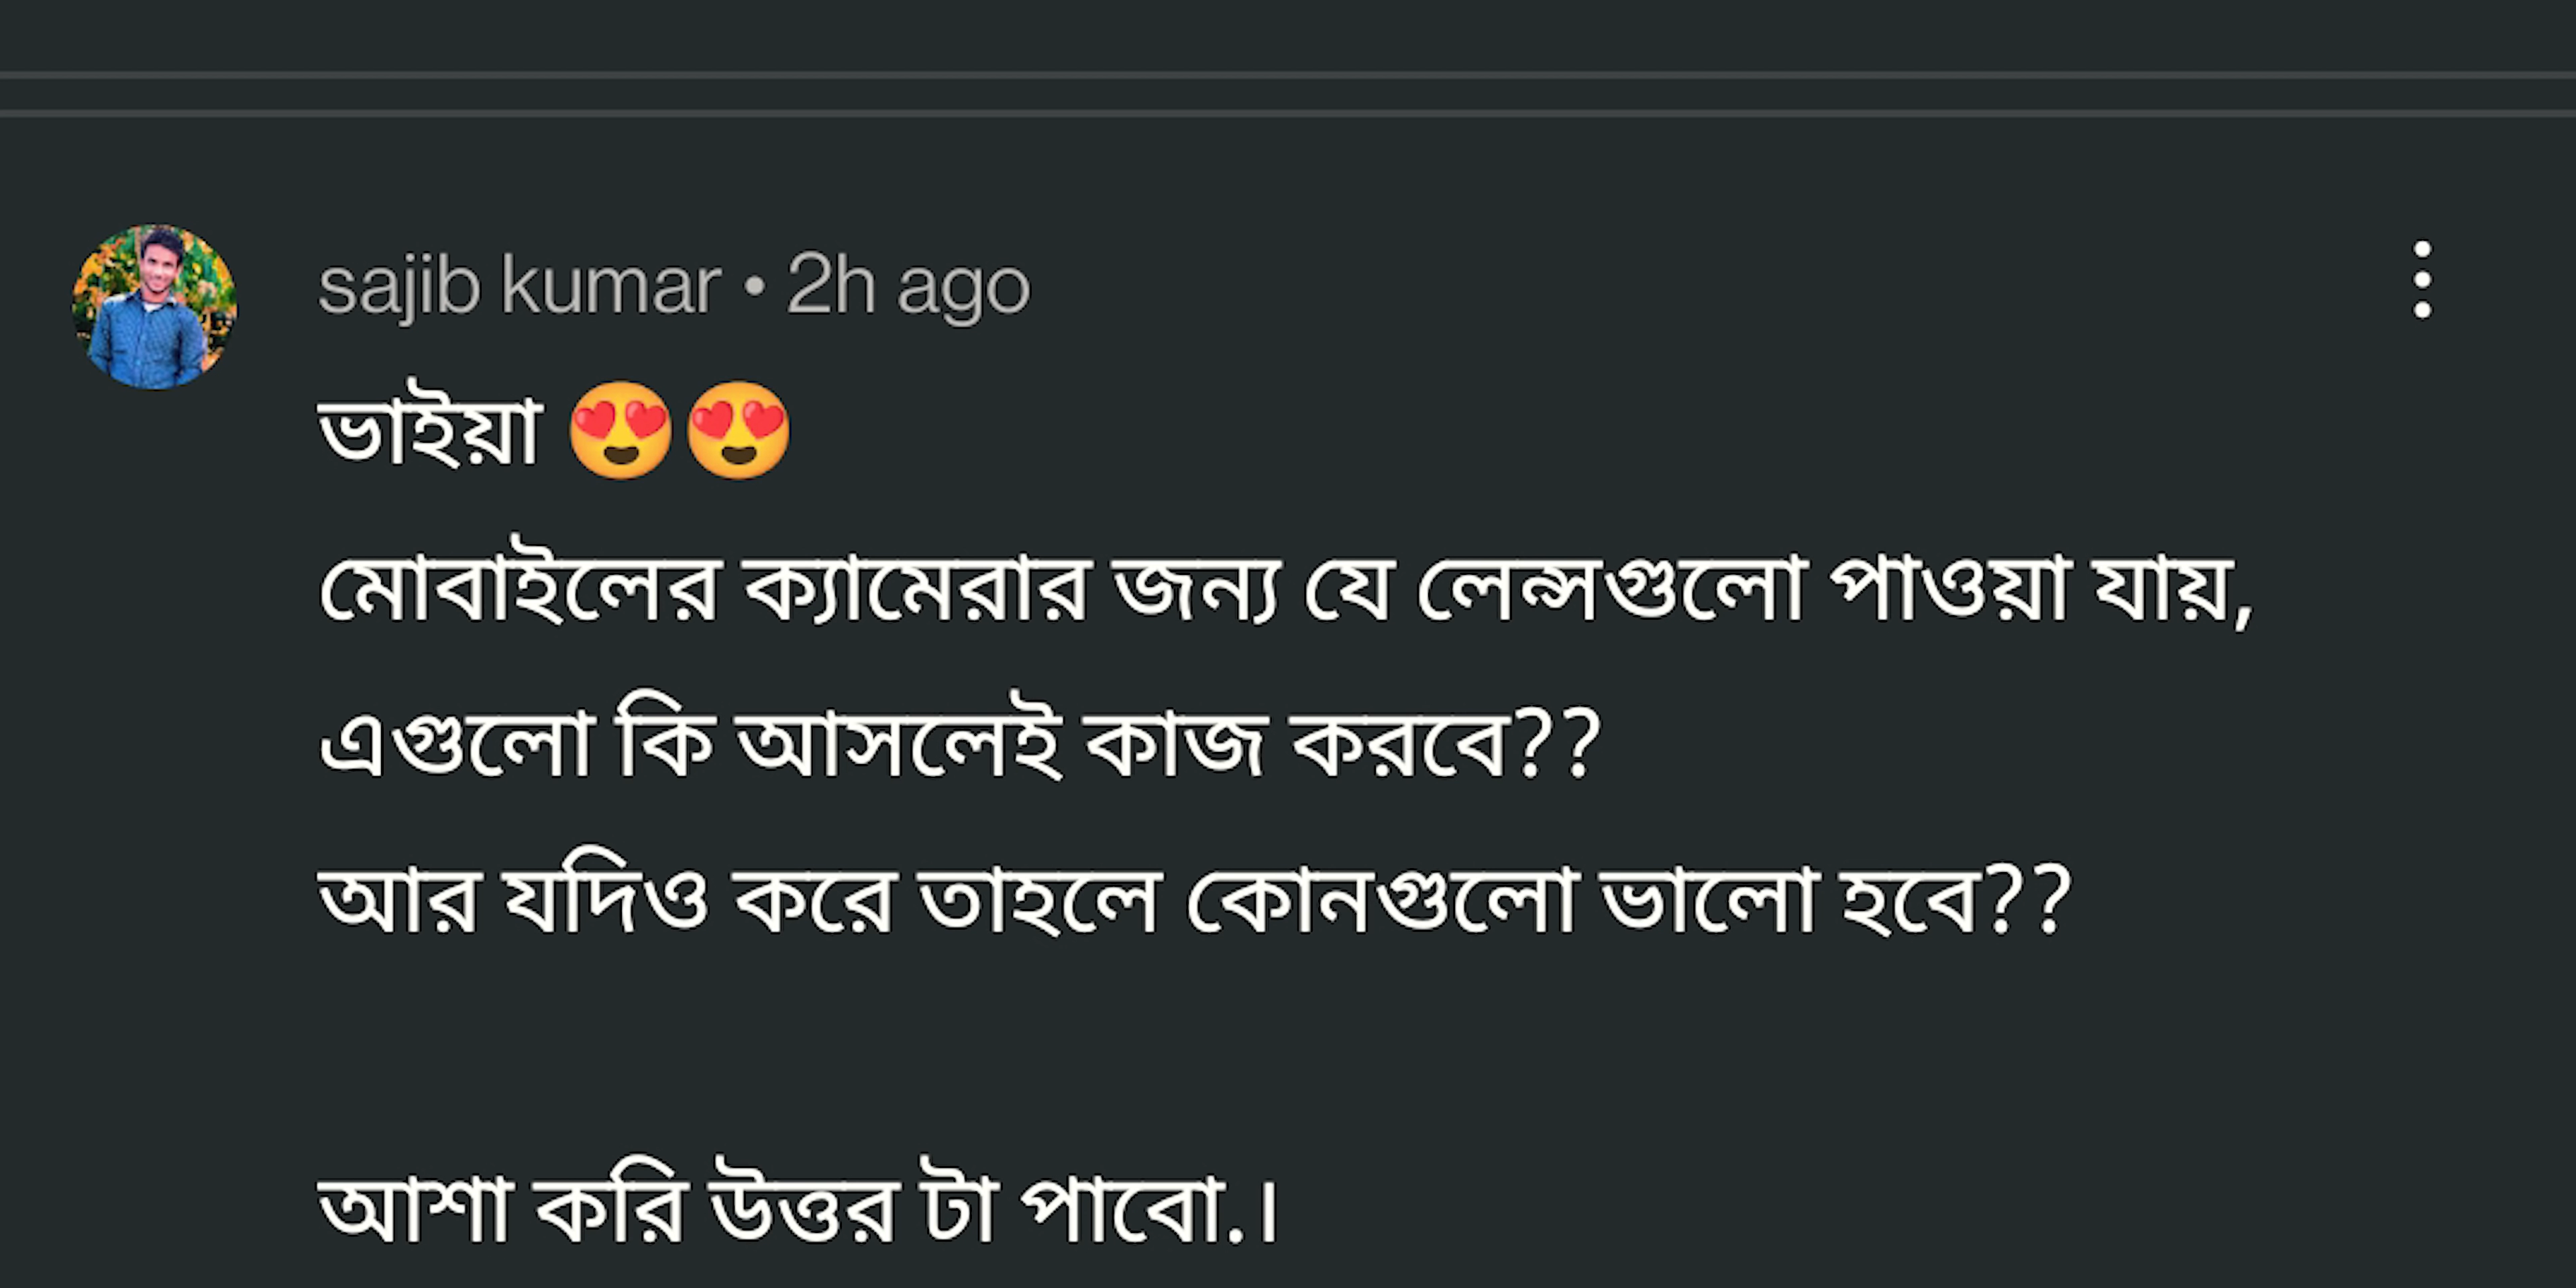 sajib kumar • 2h ago
ভাইয়া 😍😍
মোবাইলের ক্যামেরার জন্য যে লেন্সগুলো পাওয়া যায়,
এগুলো কি আসলেই কাজ করবে??
আর যদিও করে তাহলে কোনগুলো ভালো হবে??
আশা করি উত্তর টা পাবো.।